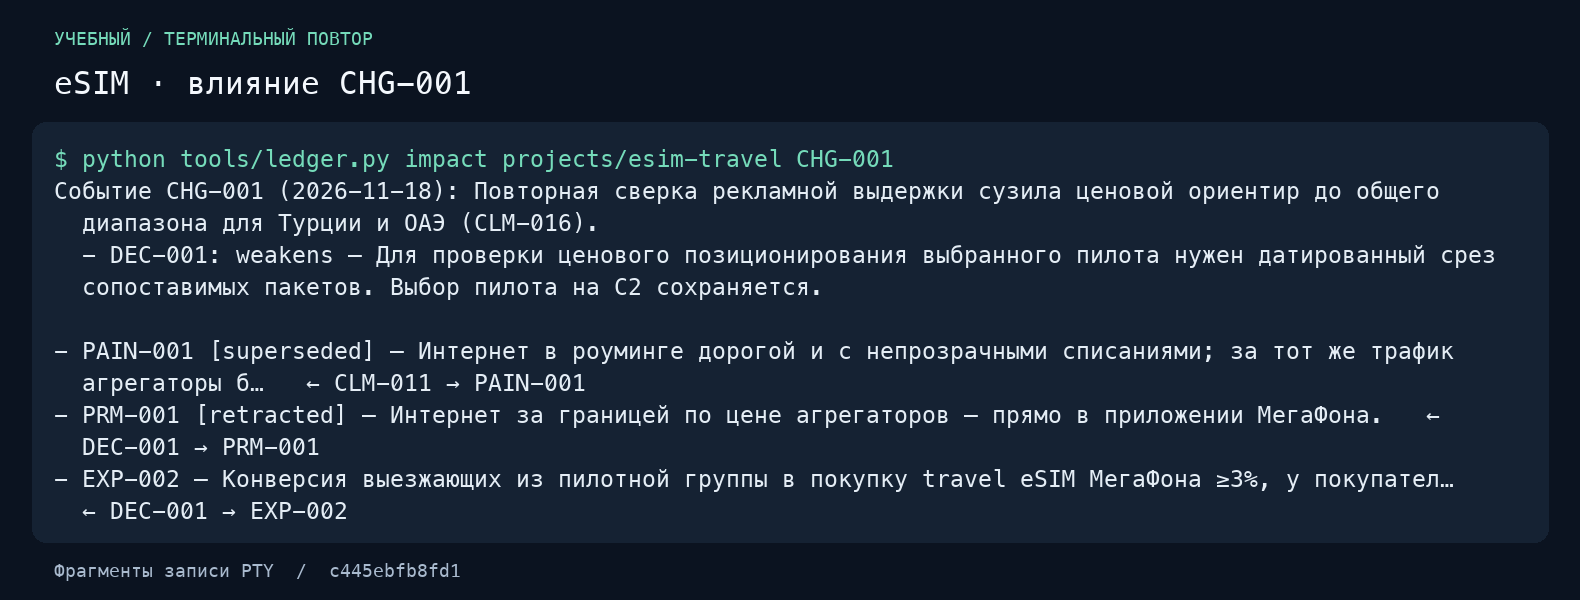 УЧЕБНЫЙ / ТЕРМИНАЛЬНЫЙ ПОВТОР
eSIM · влияние CHG−001
$ python tools/ledger.py impact projects/esim−travel CHG−001
Событие CHG−001 (2026−11−18): Повторная сверка рекламной выдержки сузила ценовой ориентир до общего
диапазона для Турции и ОАЭ (CLM−016).
− DEC−001: weakens — Для проверки ценового позиционирования выбранного пилота нужен датированный срез
сопоставимых пакетов. Выбор пилота на C2 сохраняется.
− PAIN−001 [superseded] — Интернет в роуминге дорогой и с непрозрачными списаниями; за тот же трафик
агрегаторы б… ← CLM−011 → PAIN−001
− PRM−001 [retracted] — Интернет за границей по цене агрегаторов — прямо в приложении МегаФона. ←
DEC−001 → PRM−001
− EXP−002 — Конверсия выезжающих из пилотной группы в покупку travel eSIM МегаФона ≥3%, у покупател…
← DEC−001 → EXP−002
Фрагменты записи PTY / c445ebfb8fd1